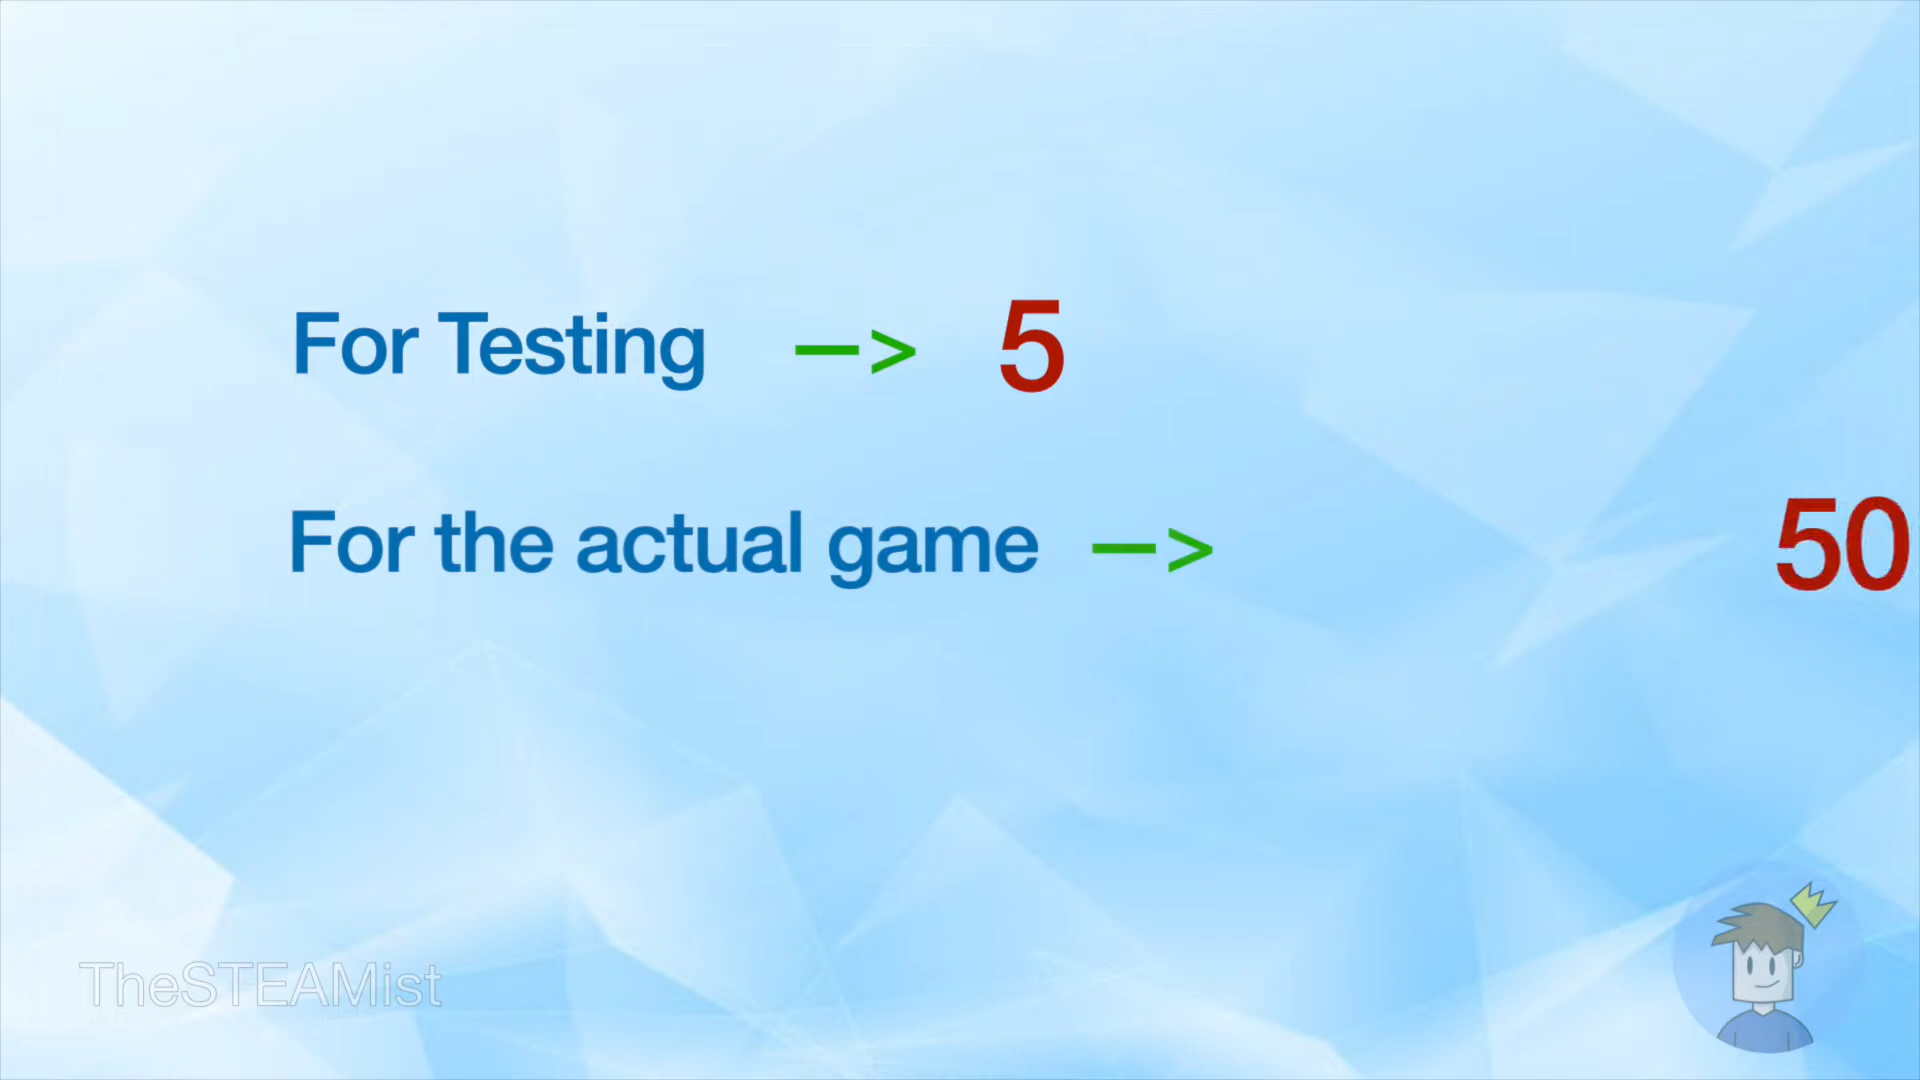 For Testing —> 5
For the actual game —> 50
TheSTEAMist